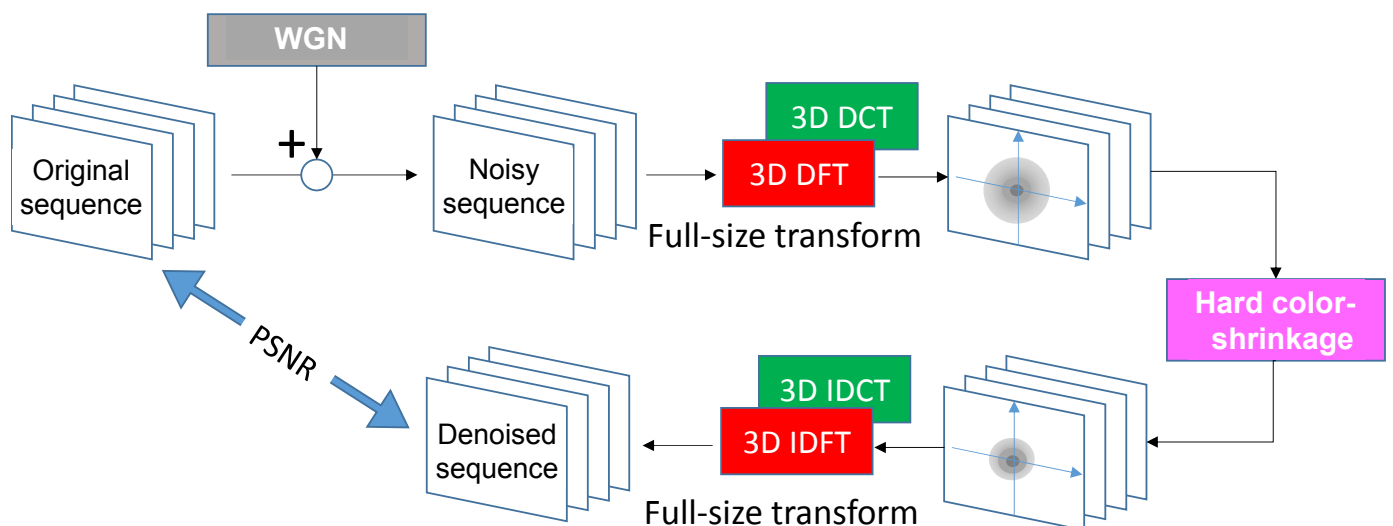 WGN
+
Original
sequence
Noisy
sequence
3D DCT
3D DFT
Full-size transform
Hard color-
shrinkage
PSNR
Denoised
sequence
3D IDCT
3D IDFT
Full-size transform